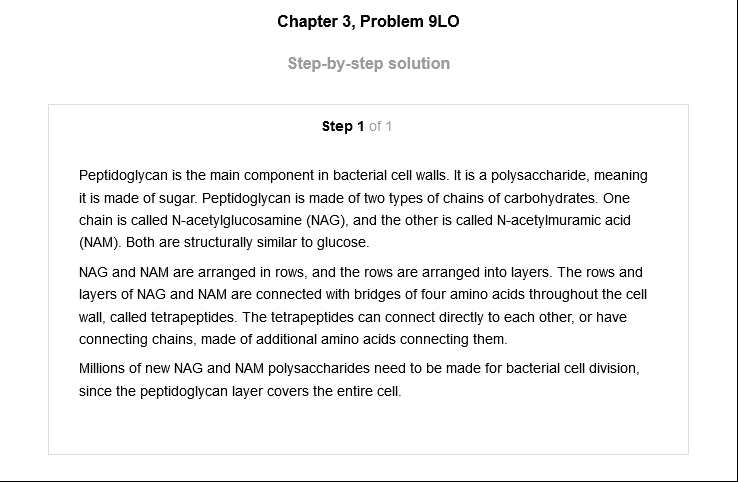 Chapter 3, Problem 9LO
Step-by-step solution
Step 1 of 1
Peptidoglycan is the main component in bacterial cell walls. It is a polysaccharide, meaning
it is made of sugar. Peptidoglycan is made of two types of chains of carbohydrates. One
chain is called N-acetylglucosamine (NAG), and the other is called N-acetylmuramic acid
(NAM). Both are structurally similar to glucose.
NAG and NAM are arranged in rows, and the rows are arranged into layers. The rows and
layers of NAG and NAM are connected with bridges of four amino acids throughout the cell
wall, called tetrapeptides. The tetrapeptides can connect directly to each other, or have
connecting chains, made of additional amino acids connecting them.
Millions of new NAG and NAM polysaccharides need to be made for bacterial cell division,
since the peptidoglycan layer covers the entire cell.